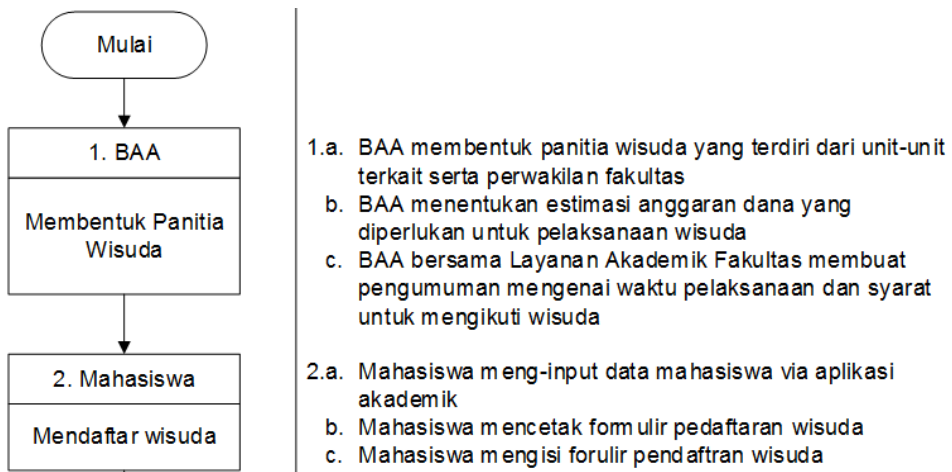 Mulai
1. BAA
Membentuk Panitia
Wisuda
1.a. BAA membentuk panitia wisuda yang terdiri dari unit-unit
terkait serta perwakilan fakultas
b. BAA menentukan estimasi anggaran dana yang
diperlukan untuk pelaksanaan wisuda
c. BAA bersama Layanan Akademik Fakultas membuat
pengumuman mengenai waktu pelaksanaan dan syarat
untuk mengikuti wisuda
2. Mahasiswa
Mendaftar wisuda
2.a. Mahasiswa meng-input data mahasiswa via aplikasi
akademik
b. Mahasiswa mencetak formulir pedaftaran wisuda
c. Mahasiswa mengisi forulir pendaftran wisuda